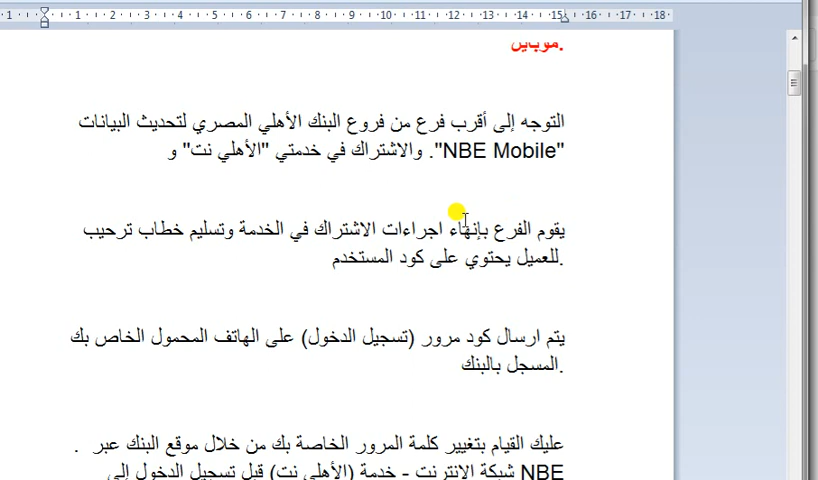 موبايل.
التوجه إلى أقرب فرع من فروع البنك الأهلي المصري لتحديث البيانات
"NBE Mobile". والاشتراك في خدمتي "الأهلي نت" و
يقوم الفرع بإنهاء اجراءات الاشتراك في الخدمة وتسليم خطاب ترحيب
.للعميل يحتوي على كود المستخدم
يتم ارسال كود مرور (تسجيل الدخول) على الهاتف المحمول الخاص بك
.المسجل بالبنك
عليك القيام بتغيير كلمة المرور الخاصة بك من خلال موقع البنك عبر .
NBE شبكة الانترنت - خدمة (الأهلي نت) قبل تسجيل الدخول إلى